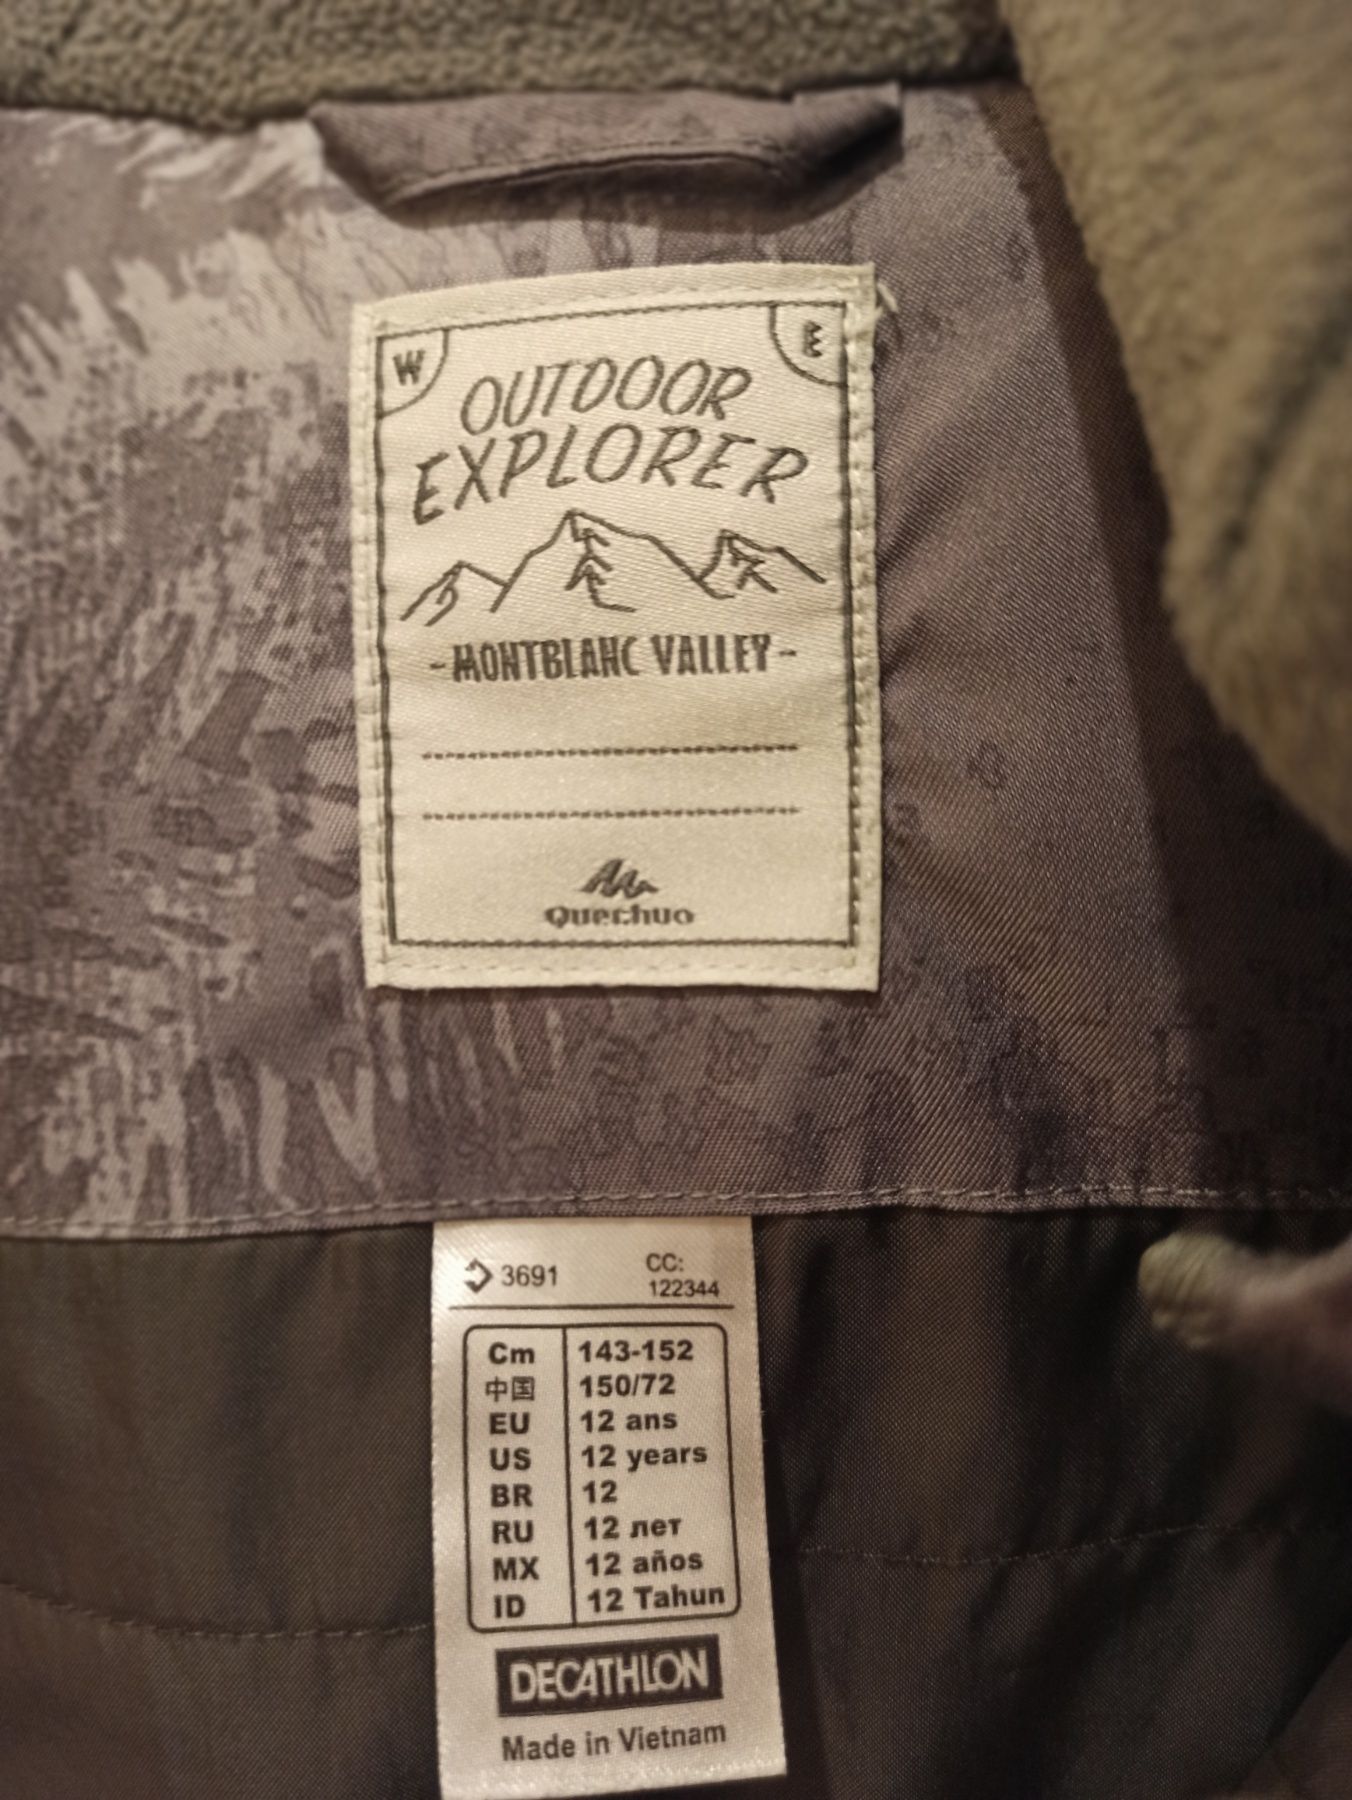 W
E
OUTDOOR
EXPLORER
-MONTBLANC VALLEY-
Quechua
3691
CC:
122344
Cm 143-152
中国 150/72
EU 12 ans
US 12 years
BR 12
RU 12 лет
MX 12 años
ID 12 Tahun
DECATHLON
Made in Vietnam